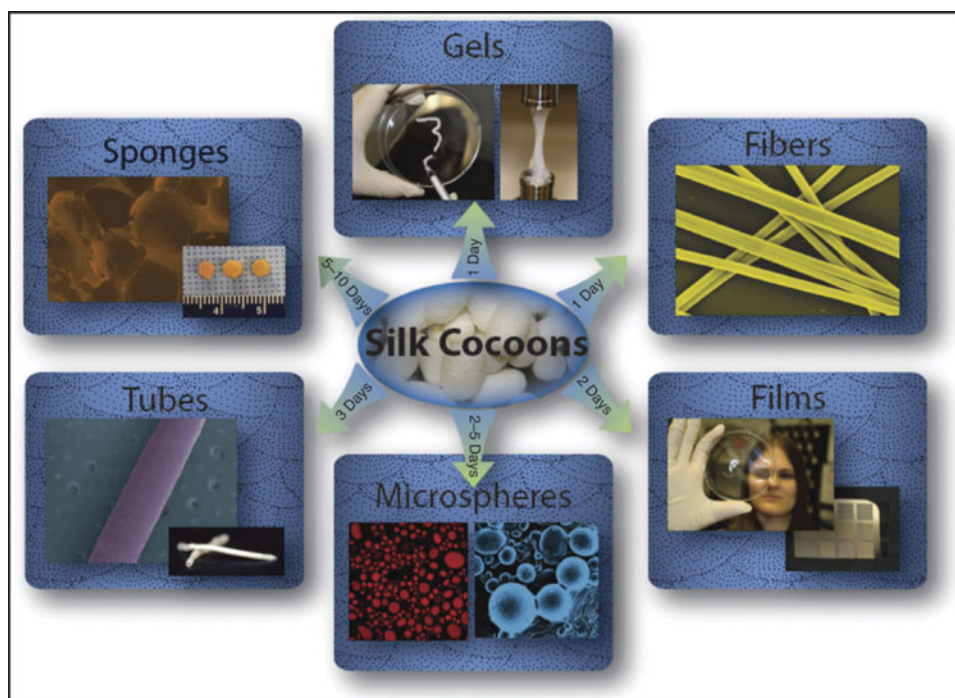 Gels
Sponges
Fibers
5–10 Days
1 Day
1 Day
4
5
Silk Cocoons
3 Days
2–5 Days
2 Days
Tubes
Films
Microspheres